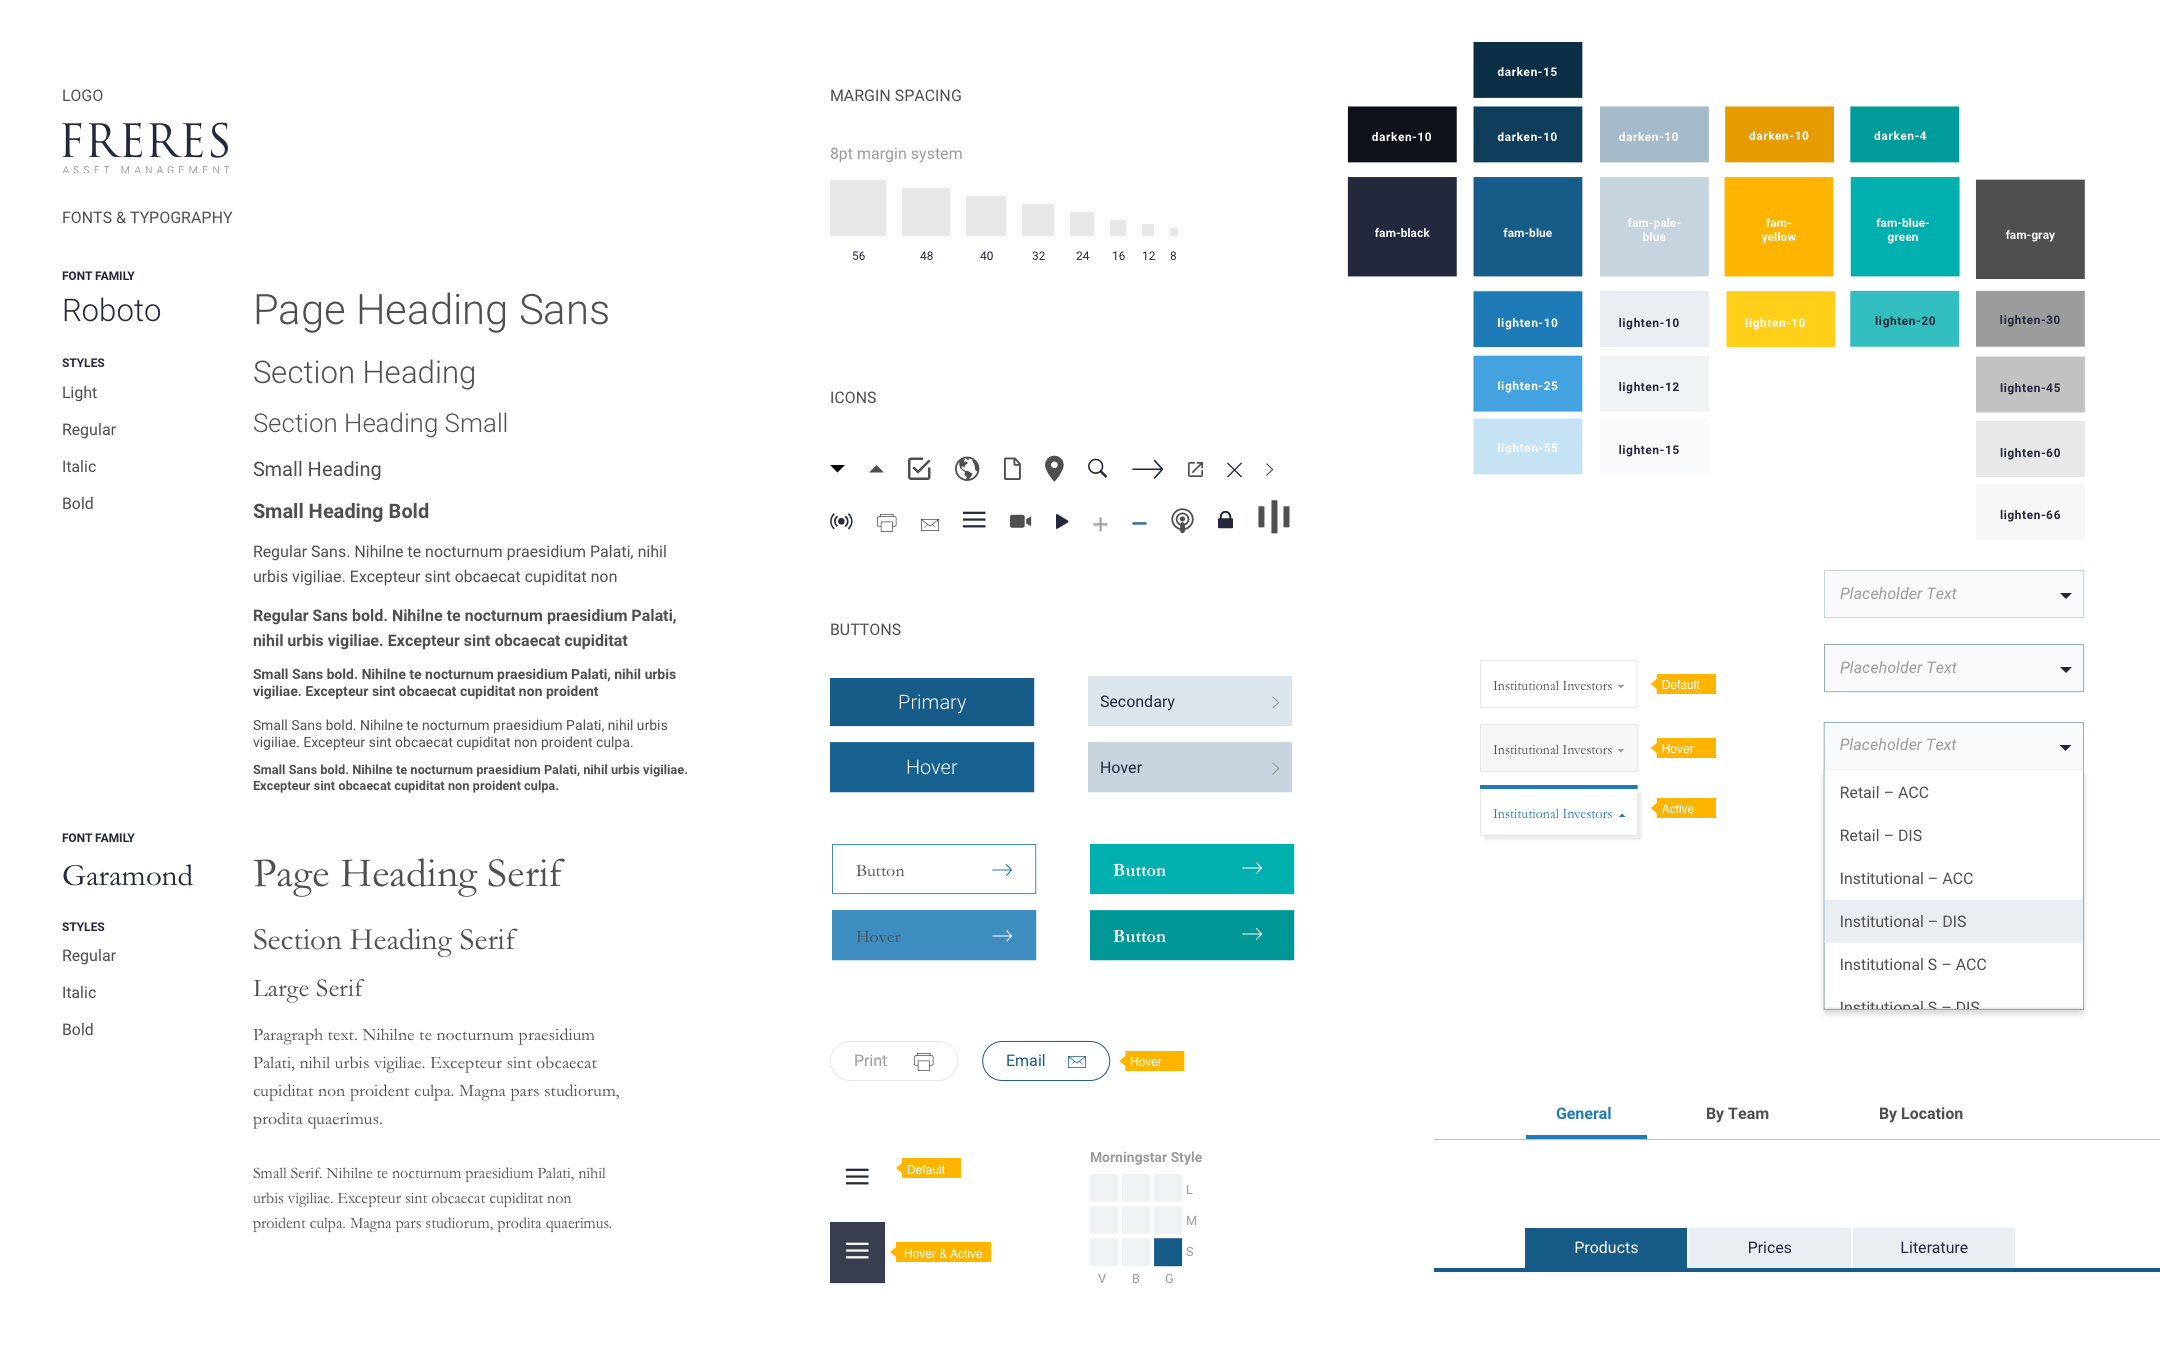 LOGO
FRERES
ASSET MANAGEMENT
FONTS & TYPOGRAPHY
FONT FAMILY
Roboto
STYLES
Light
Regular
Italic
Bold
Page Heading Sans
Section Heading
Section Heading Small
Small Heading
Small Heading Bold
Regular Sans. Nihilne te nocturnum praesidium Palati, nihil
urbis vigiliae. Excepteur sint obcaecat cupiditat non
Regular Sans bold. Nihilne te nocturnum praesidium Palati,
nihil urbis vigiliae. Excepteur sint obcaecat cupiditat
Small Sans bold. Nihilne te nocturnum praesidium Palati, nihil urbis
vigiliae. Excepteur sint obcaecat cupiditat non proident
Small Sans bold. Nihilne te nocturnum praesidium Palati, nihil urbis
vigiliae. Excepteur sint obcaecat cupiditat non proident culpa.
Small Sans bold. Nihilne te nocturnum praesidium Palati, nihil urbis vigiliae.
Excepteur sint obcaecat cupiditat non proident culpa.
FONT FAMILY
Garamond
STYLES
Regular
Italic
Bold
Page Heading Serif
Section Heading Serif
Large Serif
Paragraph text. Nihilne te nocturnum praesidium
Palati, nihil urbis vigiliae. Excepteur sint obcaecat
cupiditat non proident culpa. Magna pars studiorum,
prodita quaerimus.
Small Serif. Nihilne te nocturnum praesidium Palati, nihil
urbis vigiliae. Excepteur sint obcaecat cupiditat non
proident culpa. Magna pars studiorum, prodita quaerimus.
MARGIN SPACING
8pt margin system
56 48 40 32 24 16 12 8
ICONS
BUTTONS
Primary
Secondary
Hover
Hover
Button
Button
Hover
Button
Print
Email
Hover
Default
Hover & Active
Morningstar Style
L
M
S
V B G
darken-15
darken-10
darken-10
darken-10
darken-10
darken-4
fam-black
fam-blue
fam-pale-
blue
fam-
yellow
fam-blue-
green
fam-gray
lighten-10
lighten-10
lighten-10
lighten-20
lighten-30
lighten-25
lighten-12
lighten-45
lighten-55
lighten-15
lighten-60
lighten-66
Institutional Investors
Default
Institutional Investors
Hover
Institutional Investors
Active
Placeholder Text
Placeholder Text
Placeholder Text
Retail – ACC
Retail – DIS
Institutional – ACC
Institutional – DIS
Institutional S – ACC
Institutional S – DIS
General
By Team
By Location
Products
Prices
Literature